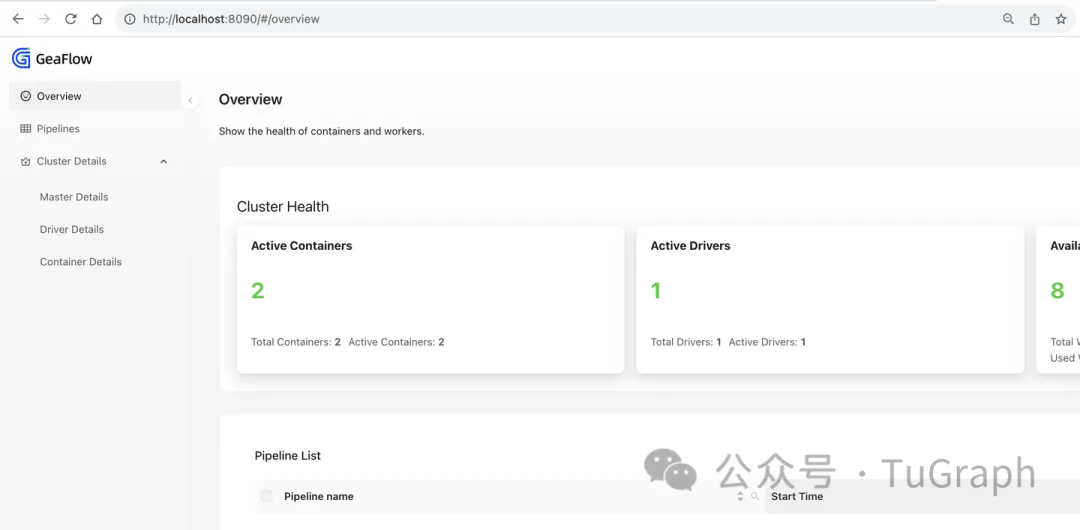 http://localhost:8090/#/overview
GeaFlow
Overview
Pipelines
Cluster Details
Master Details
Driver Details
Container Details
Overview
Show the health of containers and workers.
Cluster Health
Active Containers
2
Total Containers: 2 Active Containers: 2
Active Drivers
1
Total Drivers: 1 Active Drivers: 1
8
Total
Used
Pipeline List
Pipeline name
Start Time
公众号 · TuGraph